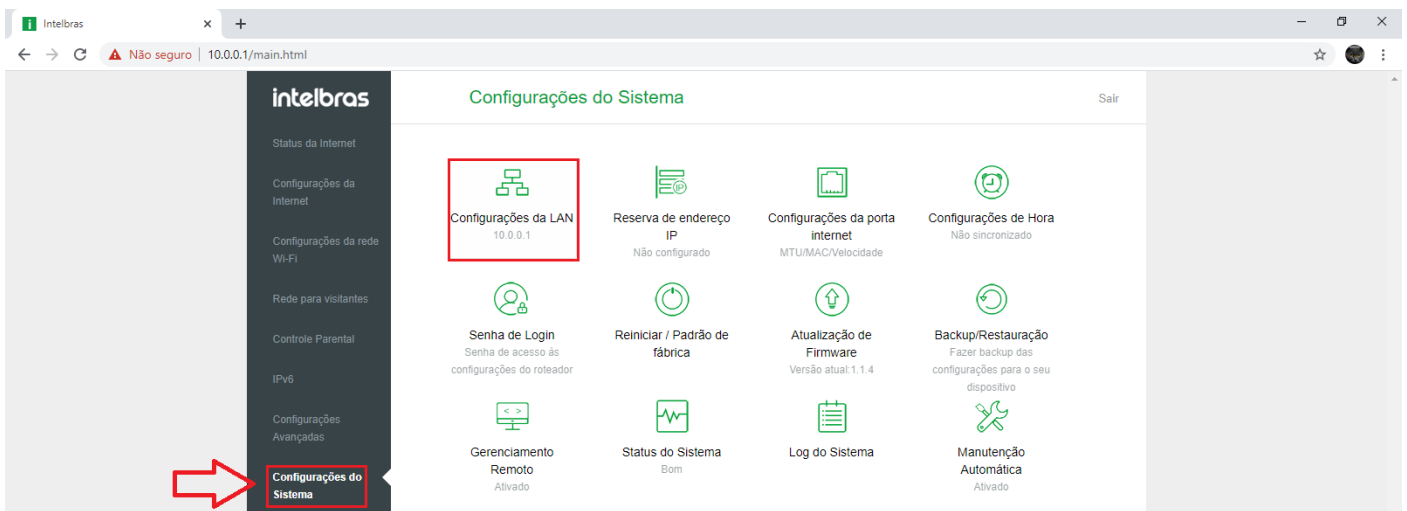 Intelbras
Não seguro | 10.0.0.1/main.html
intelbras
Configurações do Sistema
Sair
Status da Internet
Configurações da
Internet
Configurações da rede
Wi-Fi
Rede para visitantes
Controle Parental
IPv6
Configurações
Avançadas
Configurações do
Sistema
Configurações da LAN
10.0.0.1
Reserva de endereço
IP
Não configurado
Configurações da porta
internet
MTU/MAC/Velocidade
Configurações de Hora
Não sincronizado
Senha de Login
Senha de acesso às
configurações do roteador
Reiniciar / Padrão de
fábrica
Atualização de
Firmware
Versão atual:1.1.4
Backup/Restauração
Fazer backup das
configurações para o seu
dispositivo
Gerenciamento
Remoto
Ativado
Status do Sistema
Bom
Log do Sistema
Manutenção
Automática
Ativado